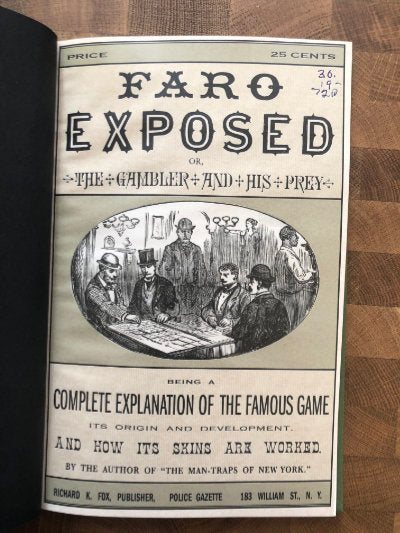 PRICE 25 CENTS
FARO
EXPOSED
OR,
THE GAMBLER AND HIS PREY
BEING A
COMPLETE EXPLANATION OF THE FAMOUS GAME
ITS ORIGIN AND DEVELOPMENT.
AND HOW ITS SKINS ARE WORKED.
BY THE AUTHOR OF "THE MAN-TRAPS OF NEW YORK."
RICHARD K. FOX, PUBLISHER, POLICE GAZETTE 183 WILLIAM ST., N. Y.